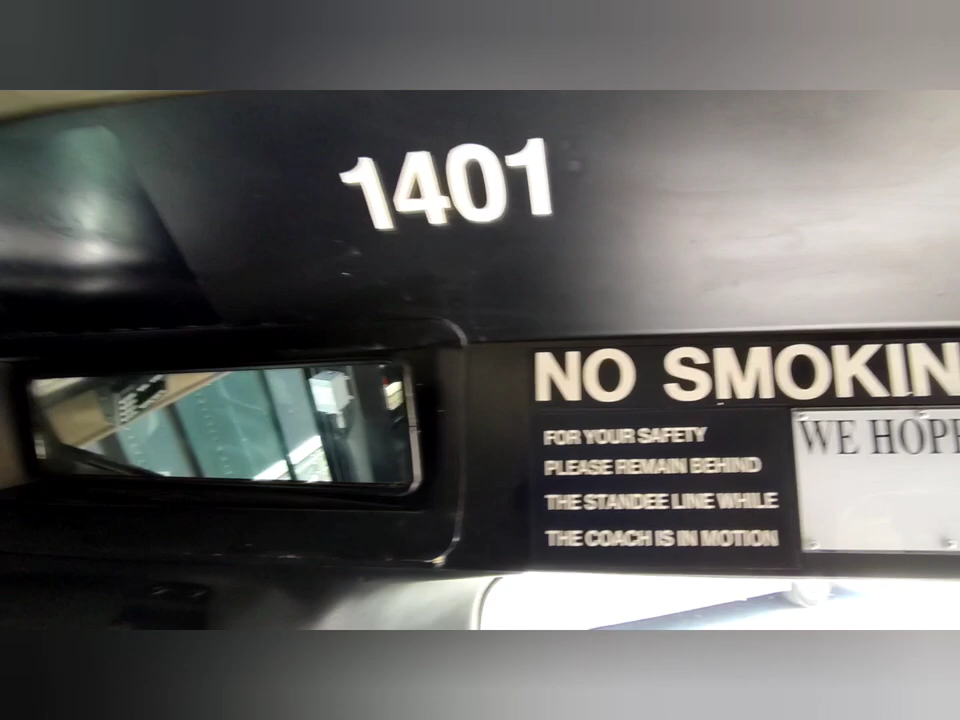 1401
NO SMOKIN
FOR YOUR SAFETY
PLEASE REMAIN BEHIND
THE STANDEE LINE WHILE
THE COACH IS IN MOTION
WE HOPE